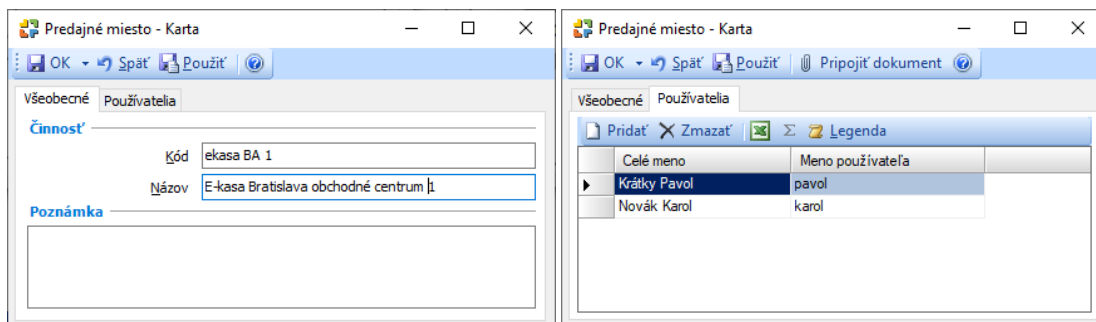 Predajné miesto - Karta
OK Späť Použiť
Všeobecné Používatelia
Činnosť
Kód ekasa BA 1
Názov E-kasa Bratislava obchodné centrum 1
Poznámka
Predajné miesto - Karta
OK Späť Použiť Pripojiť dokument
Všeobecné Používatelia
Pridať Zmazať Σ Legenda
Celé meno Meno používateľa
Krátky Pavol pavol
Novák Karol karol